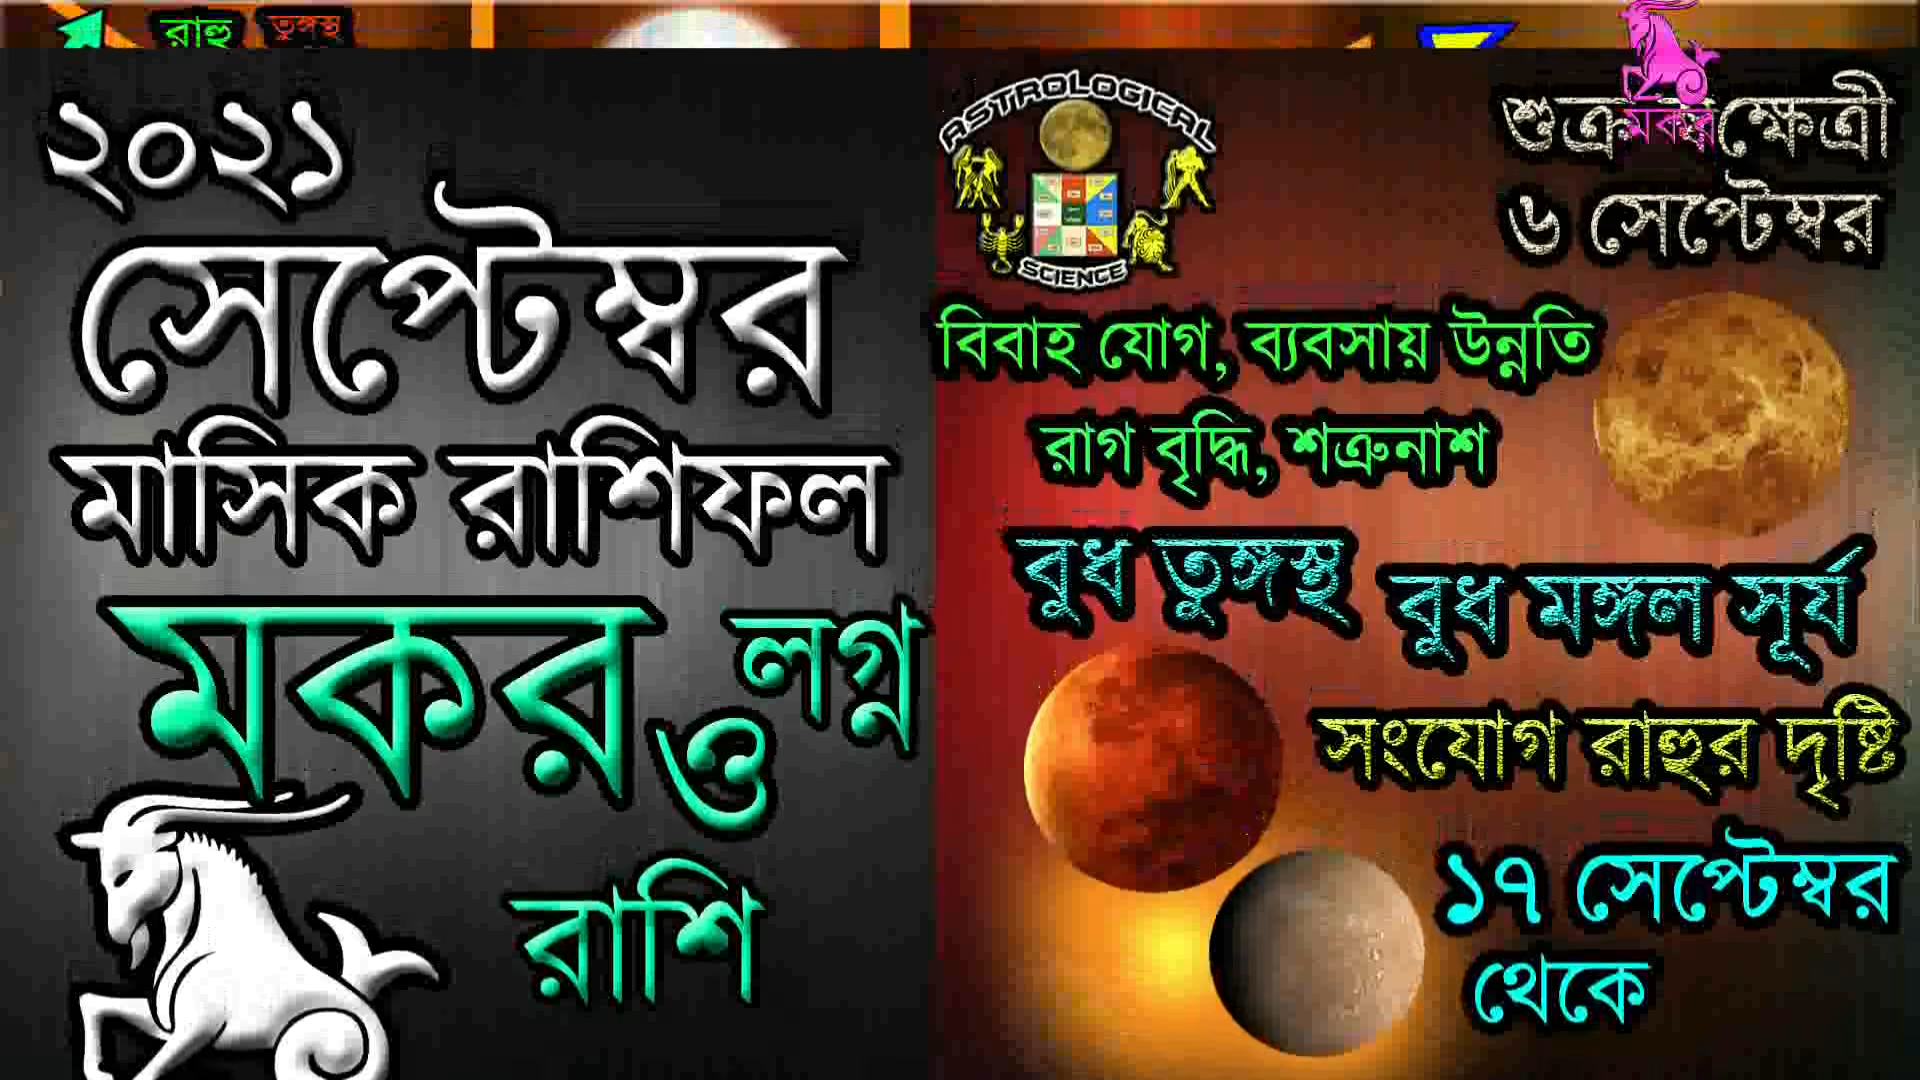 রাহু তুঙ্গস্থ
২০২১
সেপ্টেম্বর
মাসিক রাশিফল
মকর ও লগ্ন
রাশি
ASTROLOGICAL
SCIENCE
মকর
শুক্র
৬ সেপ্টেম্বর
বিবাহ যোগ, ব্যবসায় উন্নতি
রাগ বৃদ্ধি, শত্রুনাশ
বুধ তুঙ্গস্থ
বুধ মঙ্গল সূর্য
সংযোগ রাহুর দৃষ্টি
১৭ সেপ্টেম্বর
থেকে